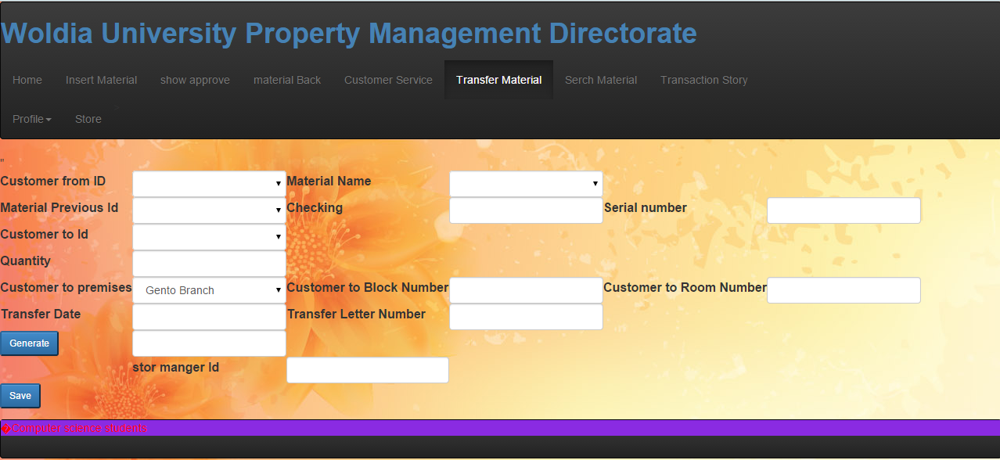 Woldia University Property Management Directorate
Home Insert Material show approve material Back Customer Service Transfer Material Serch Material Transaction Story
Profile Store
"
Customer from ID Material Name
Material Previous Id Checking Serial number
Customer to Id
Quantity
Customer to premises Gento Branch Customer to Block Number Customer to Room Number
Transfer Date Transfer Letter Number
Generate
stor manger Id
Save
�Computer science students